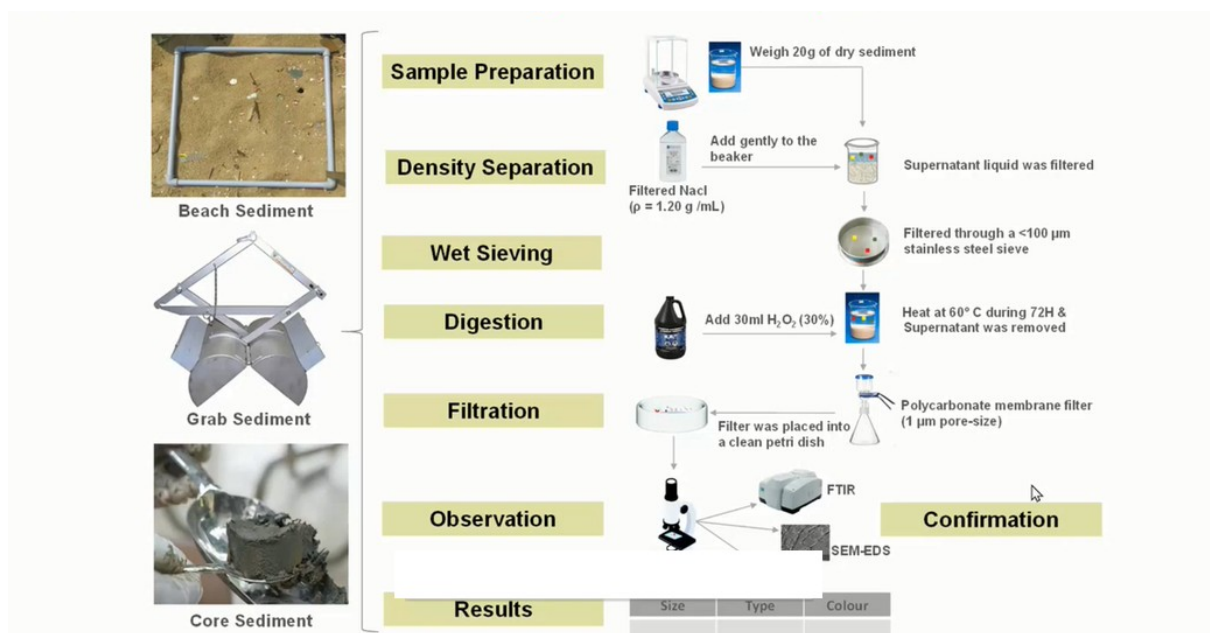 Sample Preparation
Weigh 20g of dry sediment
Beach Sediment
Density Separation
Add gently to the
beaker
Supernatant liquid was filtered
Filtered Nacl
(ρ = 1.20 g /mL)
Wet Sieving
Filtered through a <100 μm
stainless steel sieve
Grab Sediment
Digestion
Add 30ml H₂O₂ (30%)
Heat at 60° C during 72H &
Supernatant was removed
Filtration
Filter was placed into
a clean petri dish
Polycarbonate membrane filter
(1 μm pore-size)
Core Sediment
Observation
FTIR
SEM-EDS
Confirmation
Results
Size
Type
Colour